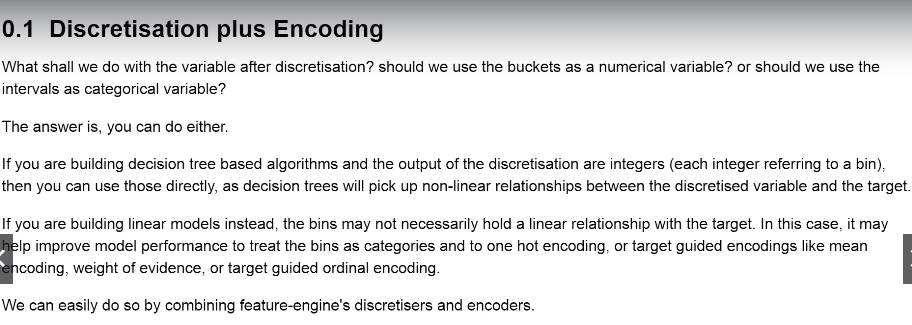 0.1 Discretisation plus Encoding
What shall we do with the variable after discretisation? should we use the buckets as a numerical variable? or should we use the
intervals as categorical variable?
The answer is, you can do either.
If you are building decision tree based algorithms and the output of the discretisation are integers (each integer referring to a bin),
then you can use those directly, as decision trees will pick up non-linear relationships between the discretised variable and the target.
If you are building linear models instead, the bins may not necessarily hold a linear relationship with the target. In this case, it may
help improve model performance to treat the bins as categories and to one hot encoding, or target guided encodings like mean
encoding, weight of evidence, or target guided ordinal encoding.
We can easily do so by combining feature-engine's discretisers and encoders.